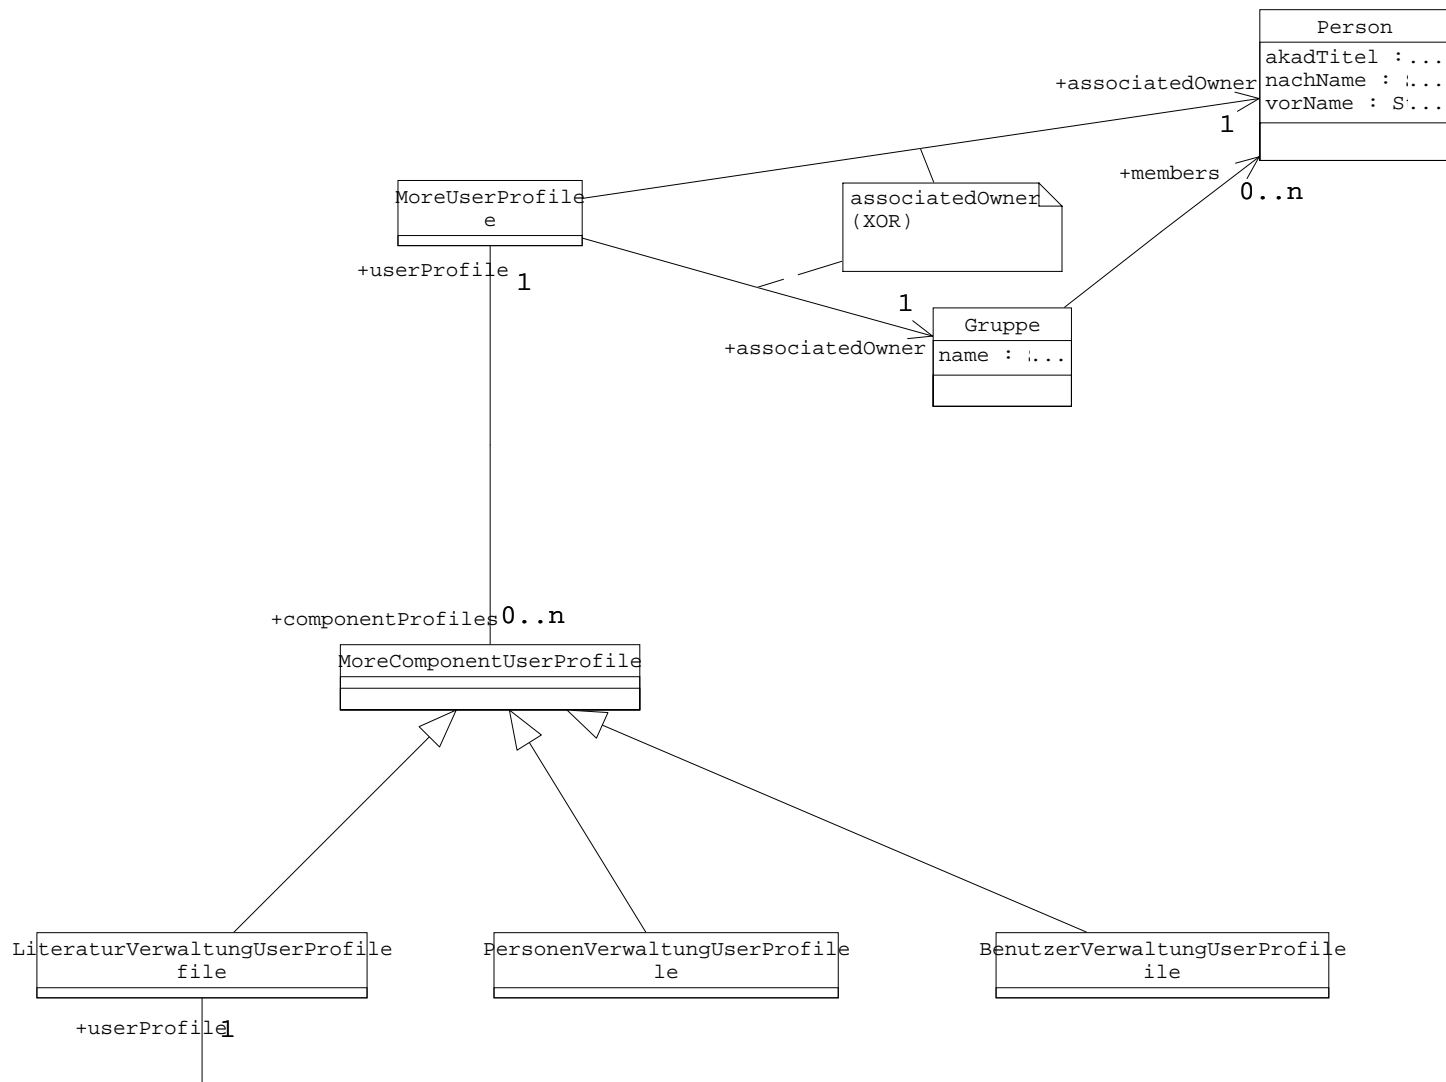 Person
akadTitel : ...
nachName : ...
vorName : S...
+associatedOwner
1
+members
0..n
MoreUserProfile
e
associatedOwner
(XOR)
+userProfile
1
1
+associatedOwner
Gruppe
name : ...
+componentProfiles
0..n
MoreComponentUserProfile
LiteraturVerwaltungUserProfile
file
PersonenVerwaltungUserProfile
le
BenutzerVerwaltungUserProfile
ile
+userProfile
1